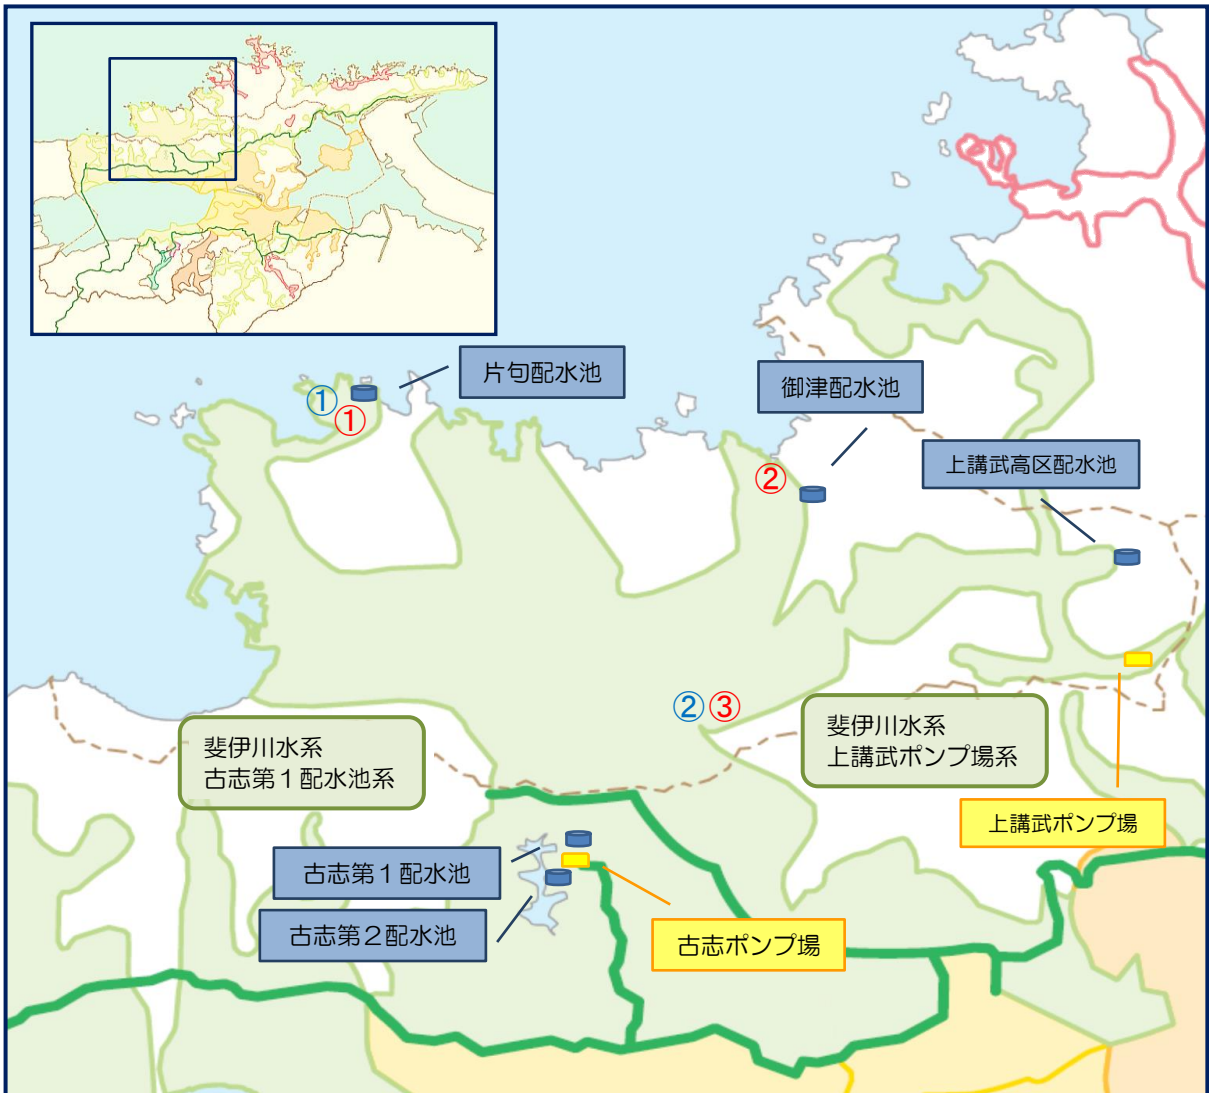 片句配水池
御津配水池
①
①
上講武高区配水池
②
② ③
斐伊川水系
古志第１配水池系
斐伊川水系
上講武ポンプ場系
上講武ポンプ場
古志第１配水池
古志第２配水池
古志ポンプ場